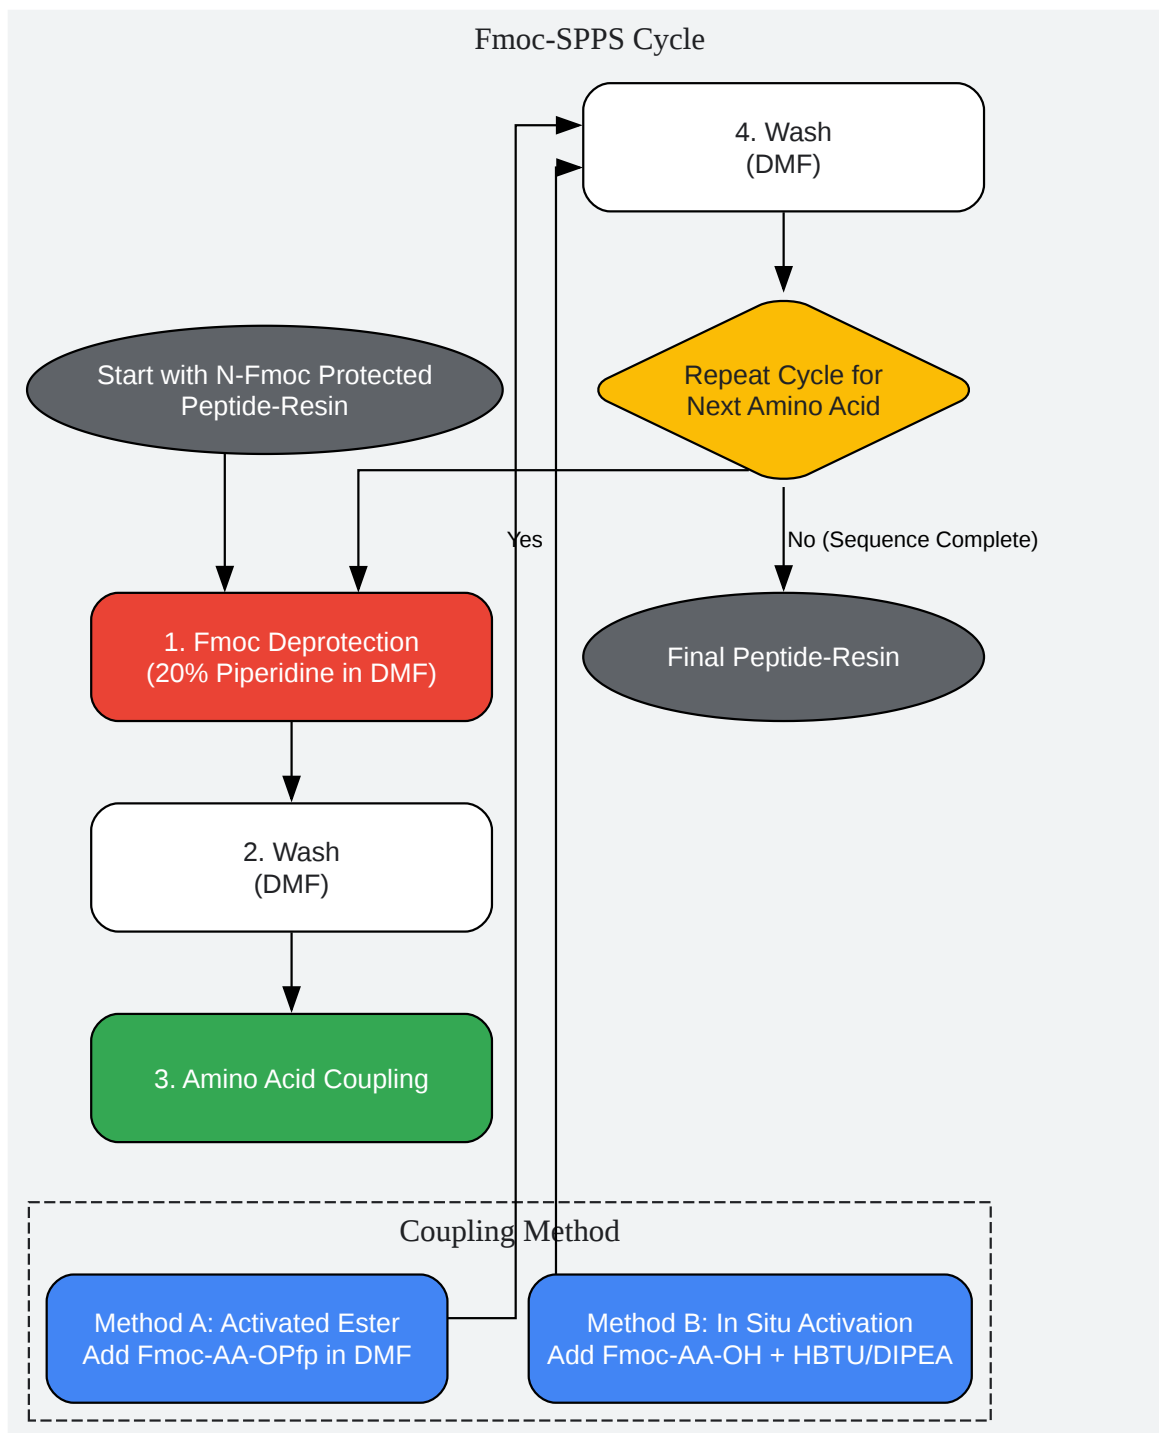 Fmoc-SPPS Cycle
4. Wash
(DMF)
Start with N-Fmoc Protected
Peptide-Resin
Repeat Cycle for
Next Amino Acid
Yes
No (Sequence Complete)
1. Fmoc Deprotection
(20% Piperidine in DMF)
Final Peptide-Resin
2. Wash
(DMF)
3. Amino Acid Coupling
Coupling Method
Method A: Activated Ester
Add Fmoc-AA-OPfp in DMF
Method B: In Situ Activation
Add Fmoc-AA-OH + HBTU/DIPEA